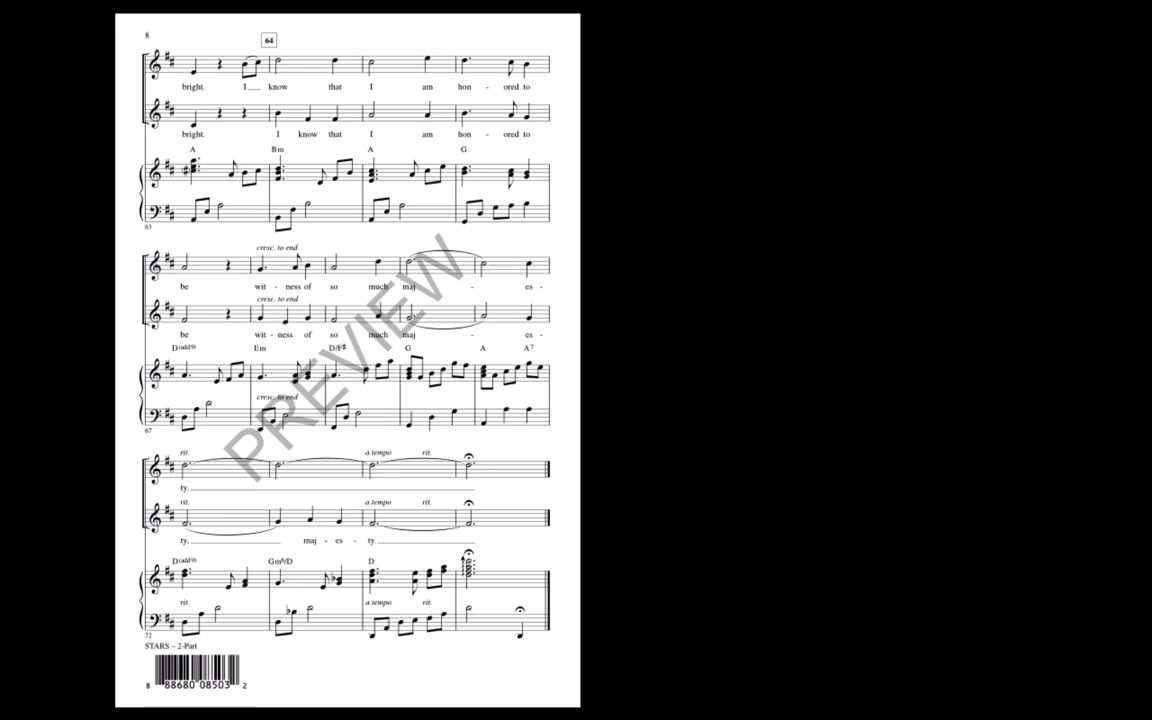 8
64
bright. I know that I am hon - ored to
bright. I know that I am hon - ored to
A Bm A G
63
cresc. to end
be wit - ness of so much maj - es -
cresc. to end
be wit - ness of so much maj - es -
D(add9) Em D/F# G A A7
cresc. to end
67
rit. a tempo rit.
ty.
rit. a tempo rit.
ty, maj - es - ty.
D(add9) Gm6/D D
rit. a tempo rit.
72
STARS – 2-Part
8 88680 08503 2
PREVIEW